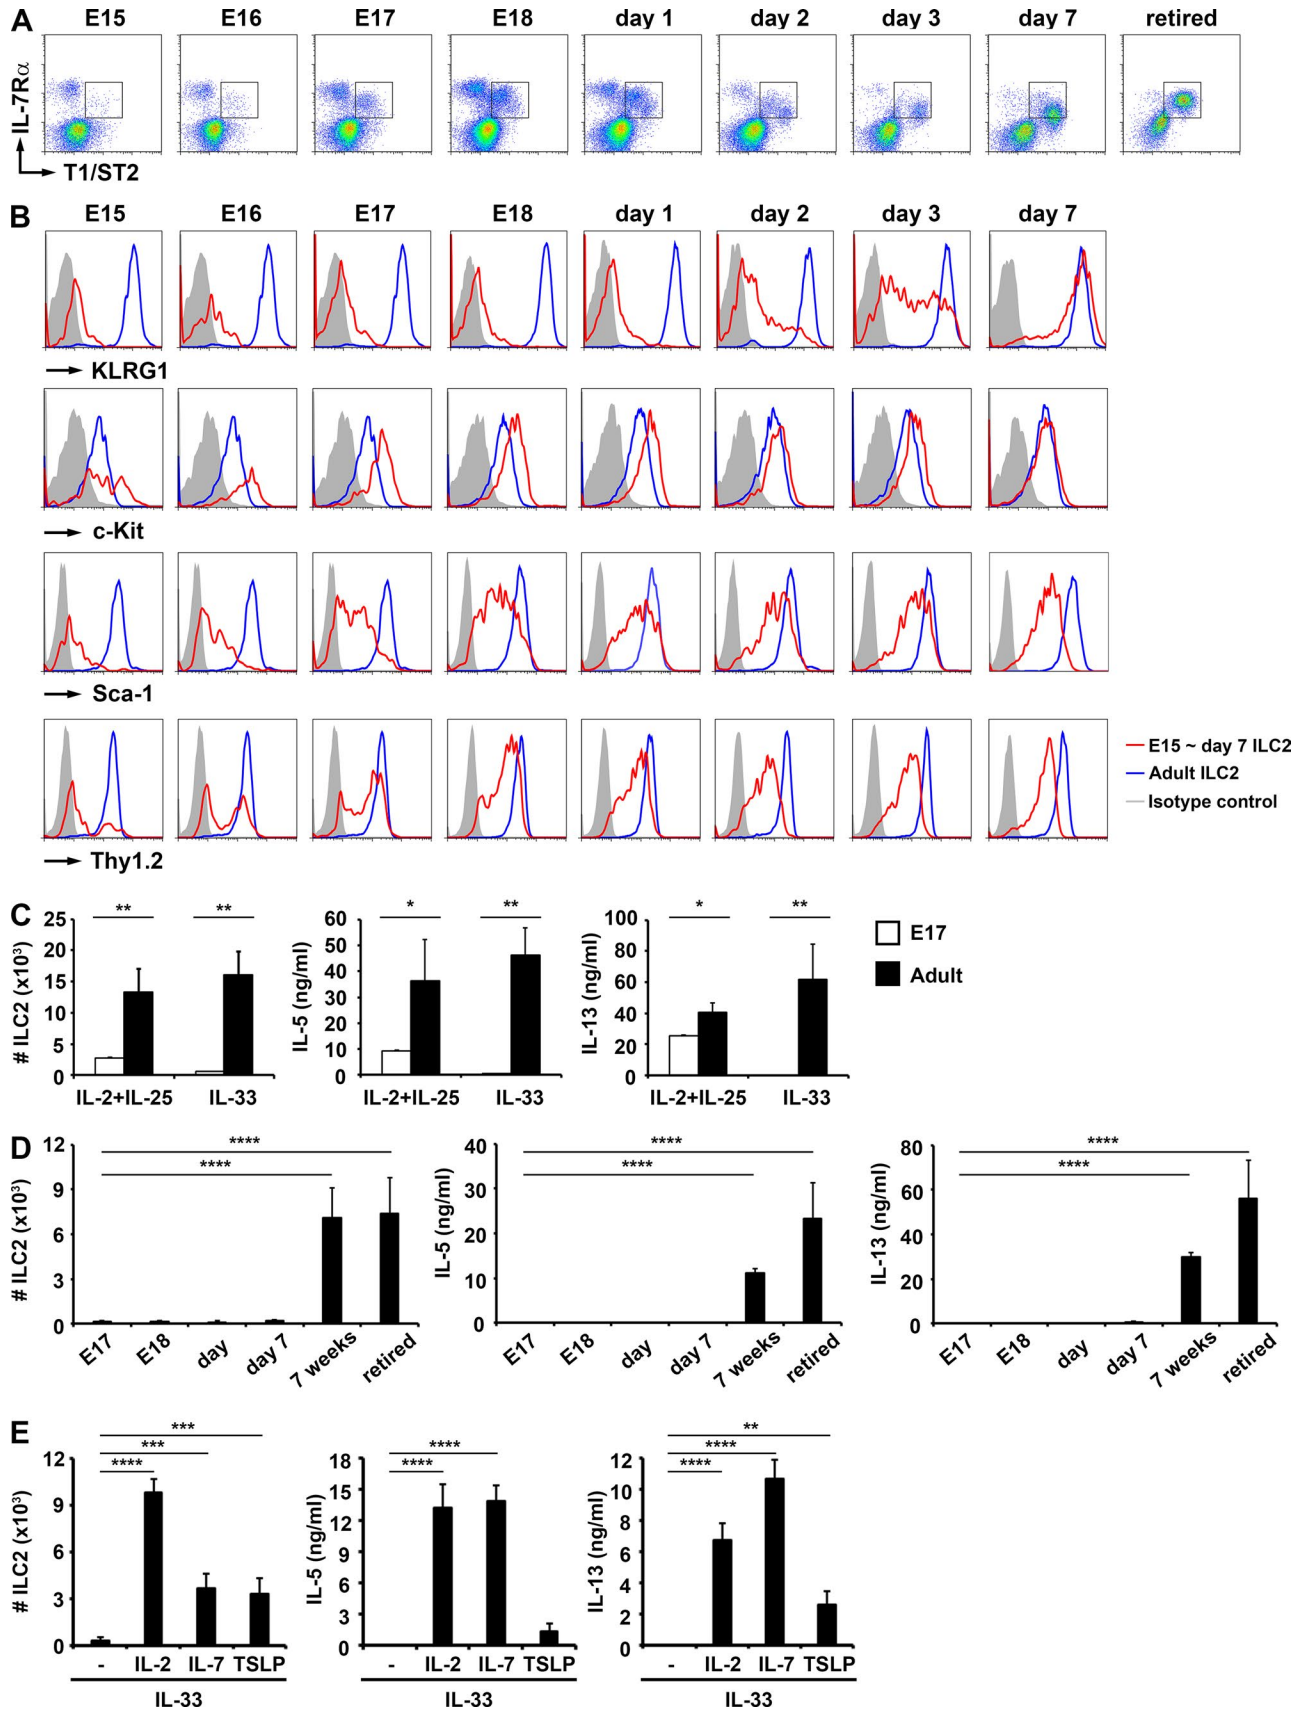 A E15 E16 E17 E18 day 1 day 2 day 3 day 7 retired
IL-7Rα
T1/ST2
B E15 E16 E17 E18 day 1 day 2 day 3 day 7
KLRG1
c-Kit
Sca-1
E15 ~ day 7 ILC2
Adult ILC2
Isotype control
Thy1.2
C
# ILC2 (x10³)
25
20
15
10
5
0
** **
IL-2+IL-25 IL-33
IL-5 (ng/ml)
60
50
40
30
20
10
0
* **
IL-2+IL-25 IL-33
IL-13 (ng/ml)
100
80
60
40
20
0
* **
IL-2+IL-25 IL-33
E17
Adult
D
# ILC2 (x10³)
12
9
6
3
0
****
****
E17 E18 day day 7 7 weeks retired
IL-5 (ng/ml)
40
30
20
10
0
****
****
E17 E18 day day 7 7 weeks retired
IL-13 (ng/ml)
80
60
40
20
0
****
****
E17 E18 day day 7 7 weeks retired
E
# ILC2 (x10³)
12
9
6
3
0
***
***
****
- IL-2 IL-7 TSLP
IL-33
IL-5 (ng/ml)
18
15
12
9
6
3
0
****
****
- IL-2 IL-7 TSLP
IL-33
IL-13 (ng/ml)
12
10
8
6
4
2
0
**
****
****
- IL-2 IL-7 TSLP
IL-33